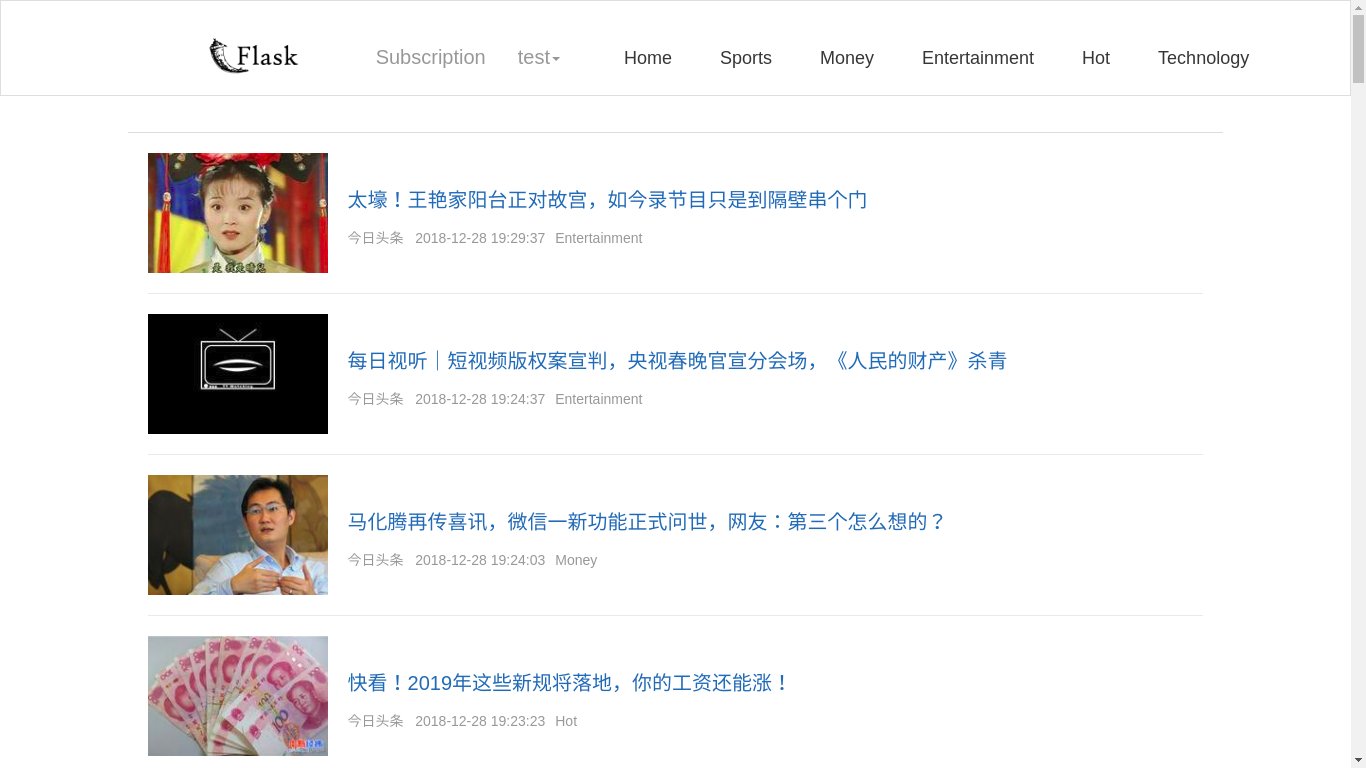 Flask
Subscription test Home Sports Money Entertainment Hot Technology
太壕！王艳家阳台正对故宫，如今录节目只是到隔壁串个门
今日头条 2018-12-28 19:29:37 Entertainment
每日视听｜短视频版权案宣判，央视春晚官宣分会场，《人民的财产》杀青
今日头条 2018-12-28 19:24:37 Entertainment
马化腾再传喜讯，微信一新功能正式问世，网友：第三个怎么想的？
今日头条 2018-12-28 19:24:03 Money
快看！2019年这些新规将落地，你的工资还能涨！
今日头条 2018-12-28 19:23:23 Hot